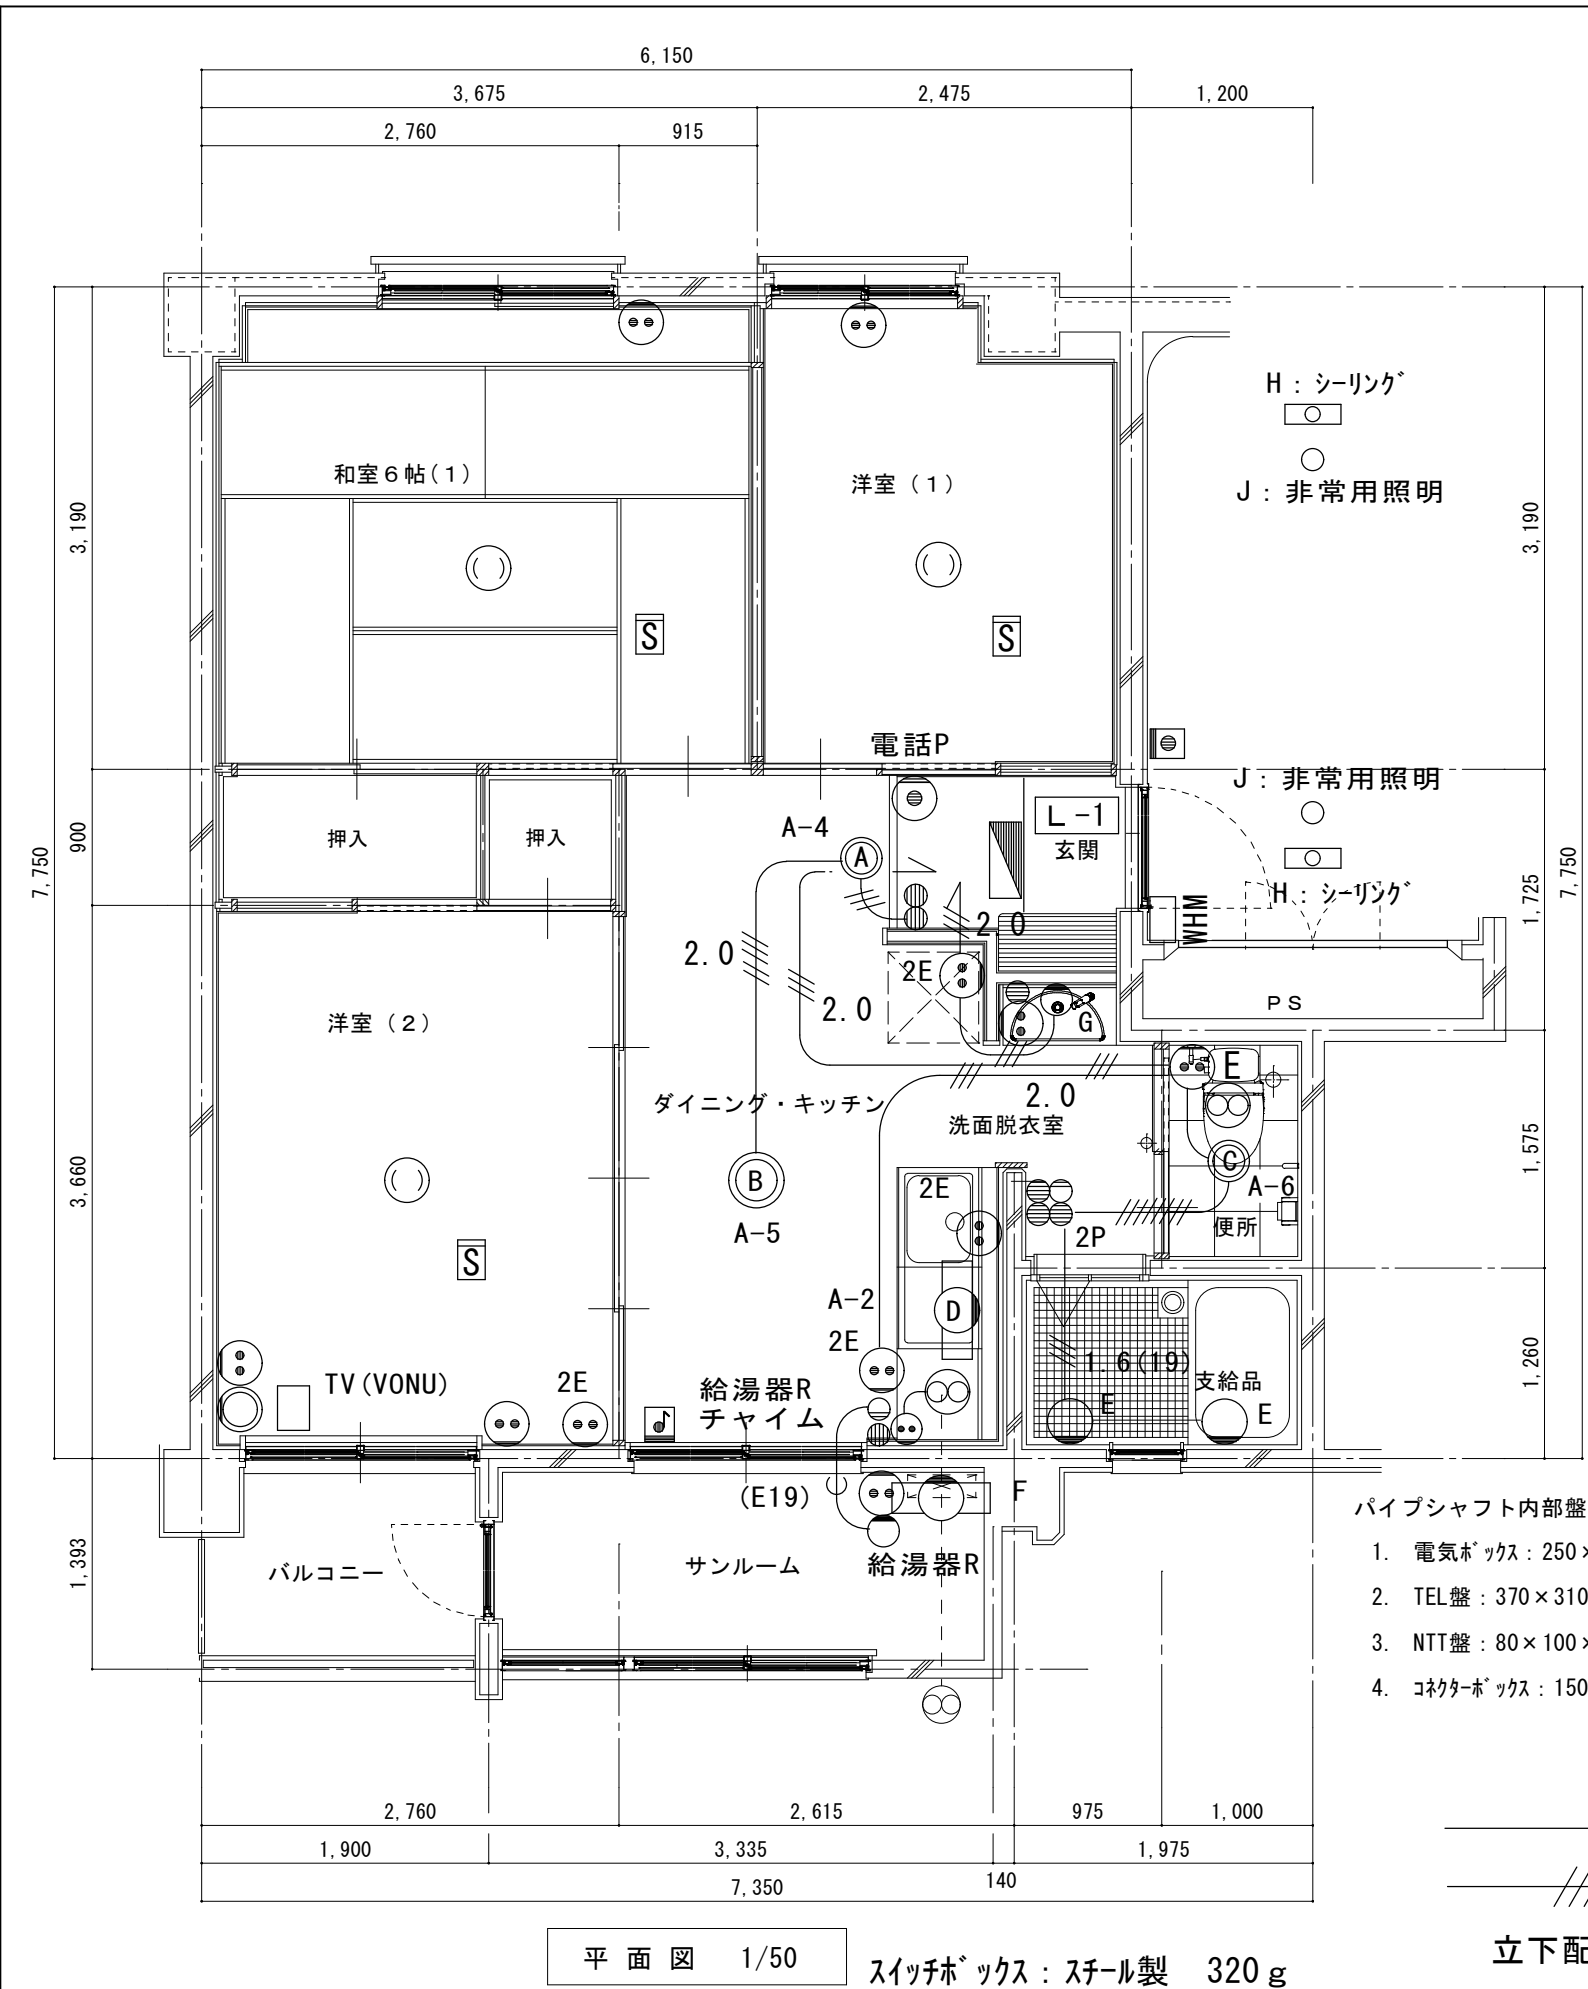 6,150
3,675
2,475
1,200
2,760
915
H：シーリング
J：非常用照明
和室６帖(１)
洋室（１）
3,190
3,190
S
S
電話P
J：非常用照明
A-4
A
L-1
玄関
押入
押入
900
7,750
7,750
H：シーリング
1,725
WHM
2.0
2.0
2E
2.0
PS
G
洋室（２）
E
2.0
ダイニング・キッチン
洗面脱衣室
1,575
3,660
B
C
2E
A-6
A-5
2P
便所
S
A-2
D
2E
1.6(19)
1,260
TV(VONU)
2E
給湯器R
チャイム
支給品
E
E
(E19)
F
パイプシャフト内部盤
1. 電気ボックス：250×
バルコニー
サンルーム
給湯器R
1,393
2. TEL盤：370×310
3. NTT盤：80×100×
4. コネクターボックス：150
2,760
2,615
975
1,000
1,900
3,335
1,975
140
7,350
平面図 1/50
スイッチボックス：スチール製 320g
立下配